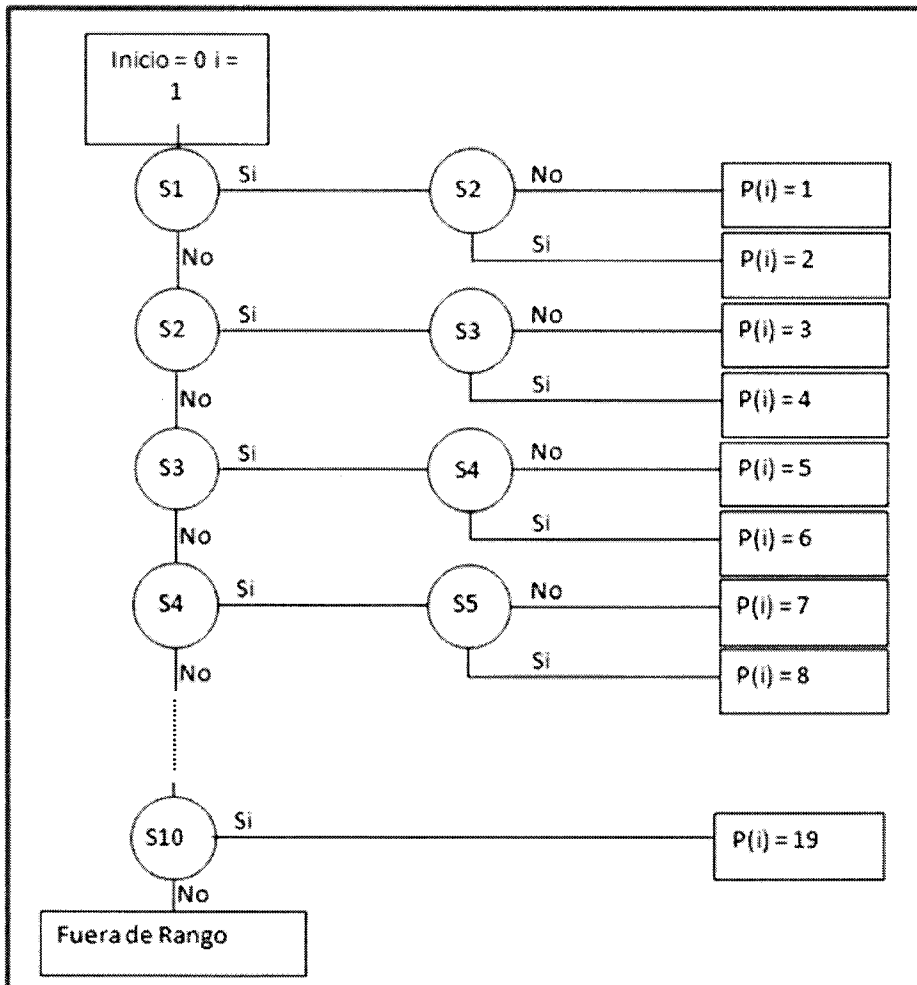 Inicio = 0 i =
1
S1
Si
S2
No
P(i) = 1
Si
P(i) = 2
No
S2
Si
S3
No
P(i) = 3
Si
P(i) = 4
No
S3
Si
S4
No
P(i) = 5
Si
P(i) = 6
No
S4
Si
S5
No
P(i) = 7
Si
P(i) = 8
No
S10
Si
P(i) = 19
No
Fuera de Rango